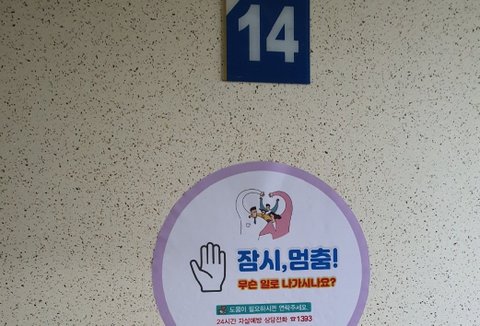 14
잠시,멈춤!
무슨 일로 나가시나요?
도움이 필요하시면 연락주세요.
24시간 자살예방 상담전화 ☎1393